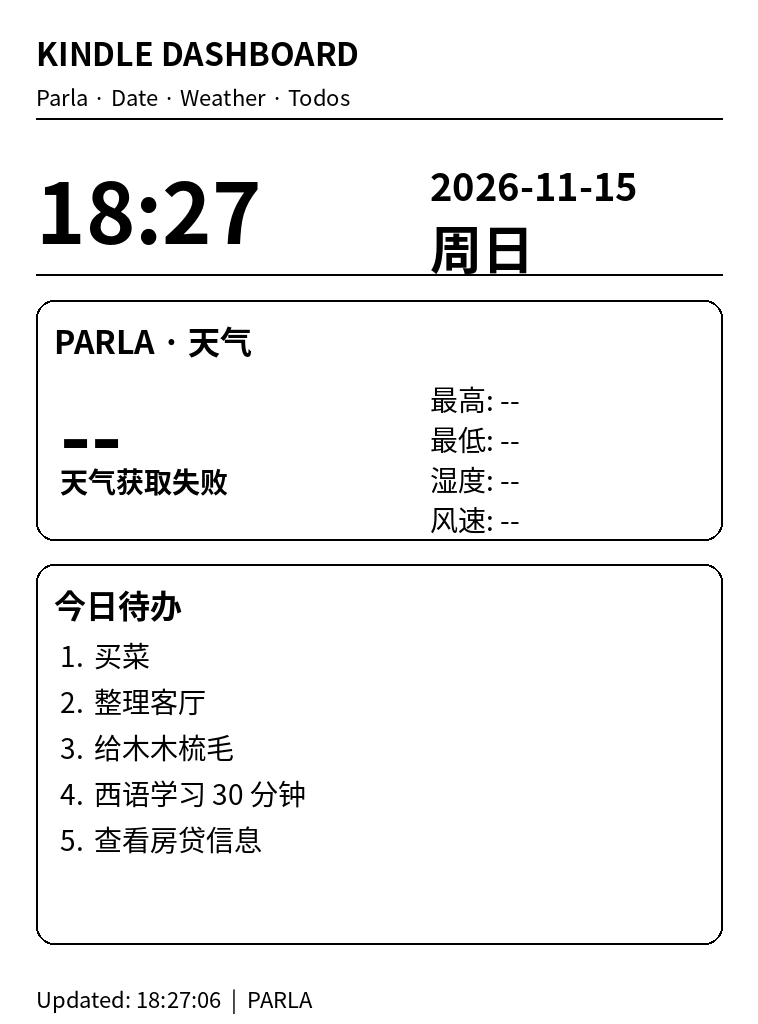 KINDLE DASHBOARD
Parla · Date · Weather · Todos
18:27
2026-11-15
周日
PARLA · 天气
--
天气获取失败
最高: --
最低: --
湿度: --
风速: --
今日待办
1. 买菜
2. 整理客厅
3. 给木木梳毛
4. 西语学习 30 分钟
5. 查看房贷信息
Updated: 18:27:06 | PARLA